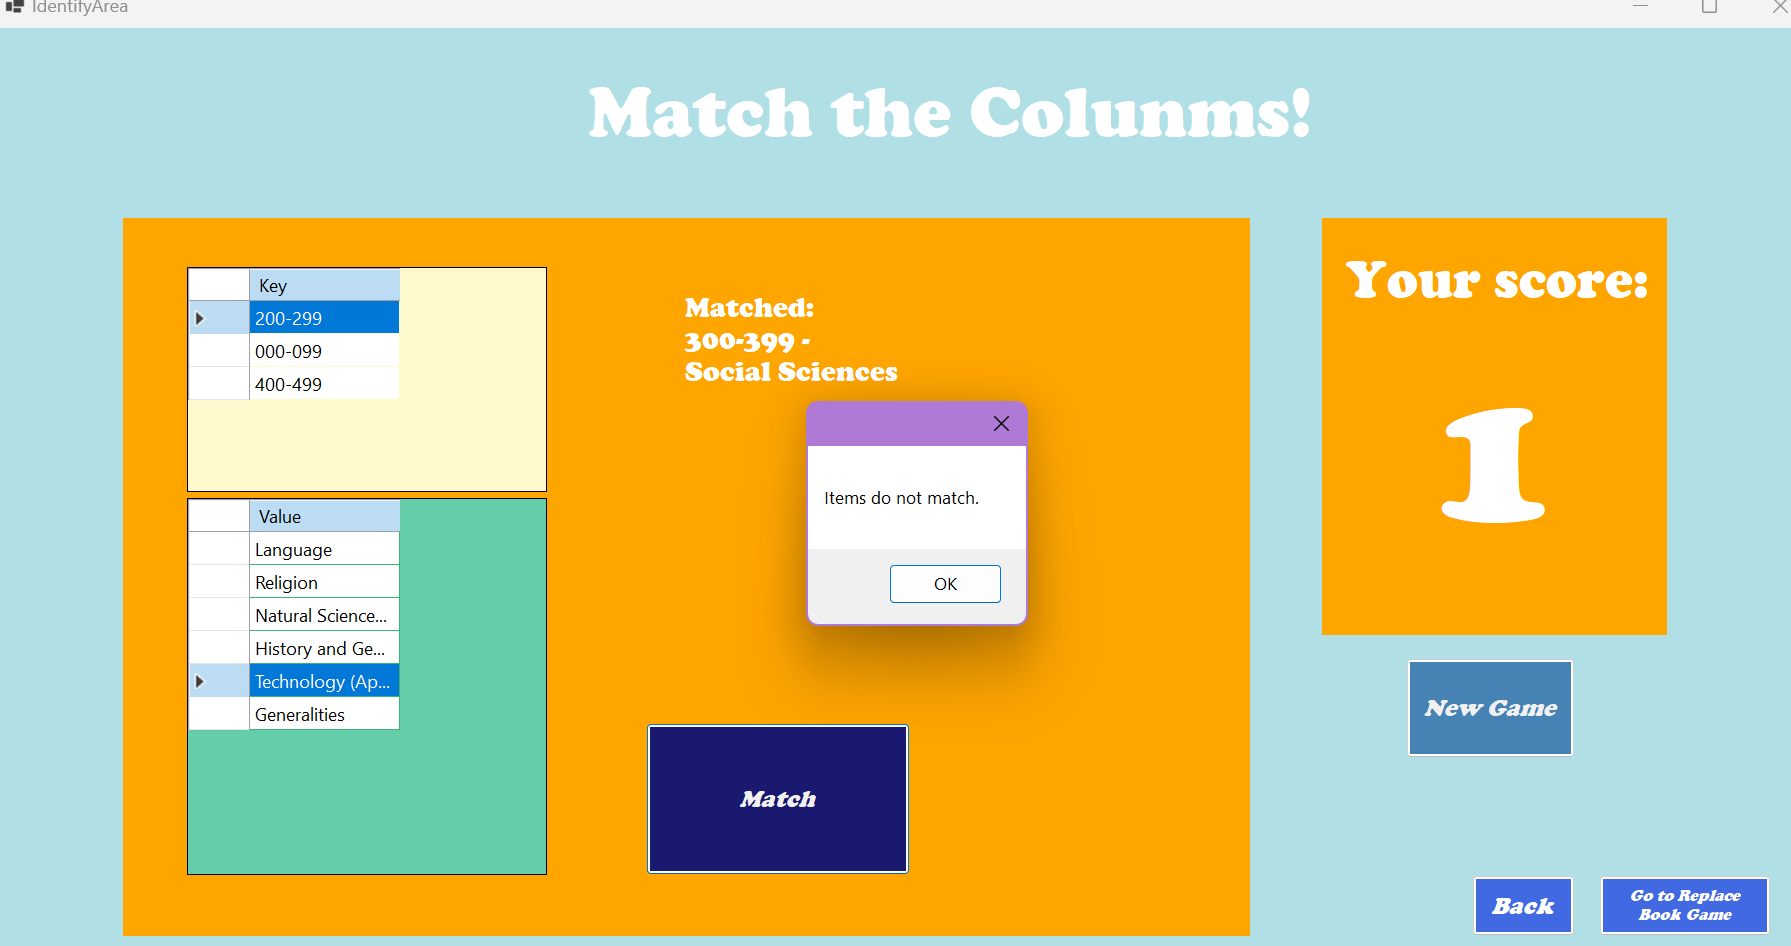 IdentifyArea
Match the Colunms!
Key
200-299
000-099
400-499
Value
Language
Religion
Natural Science...
History and Ge...
Technology (Ap...
Generalities
Matched:
300-399 -
Social Sciences
Items do not match.
OK
Match
Your score:
1
New Game
Back
Go to Replace
Book Game